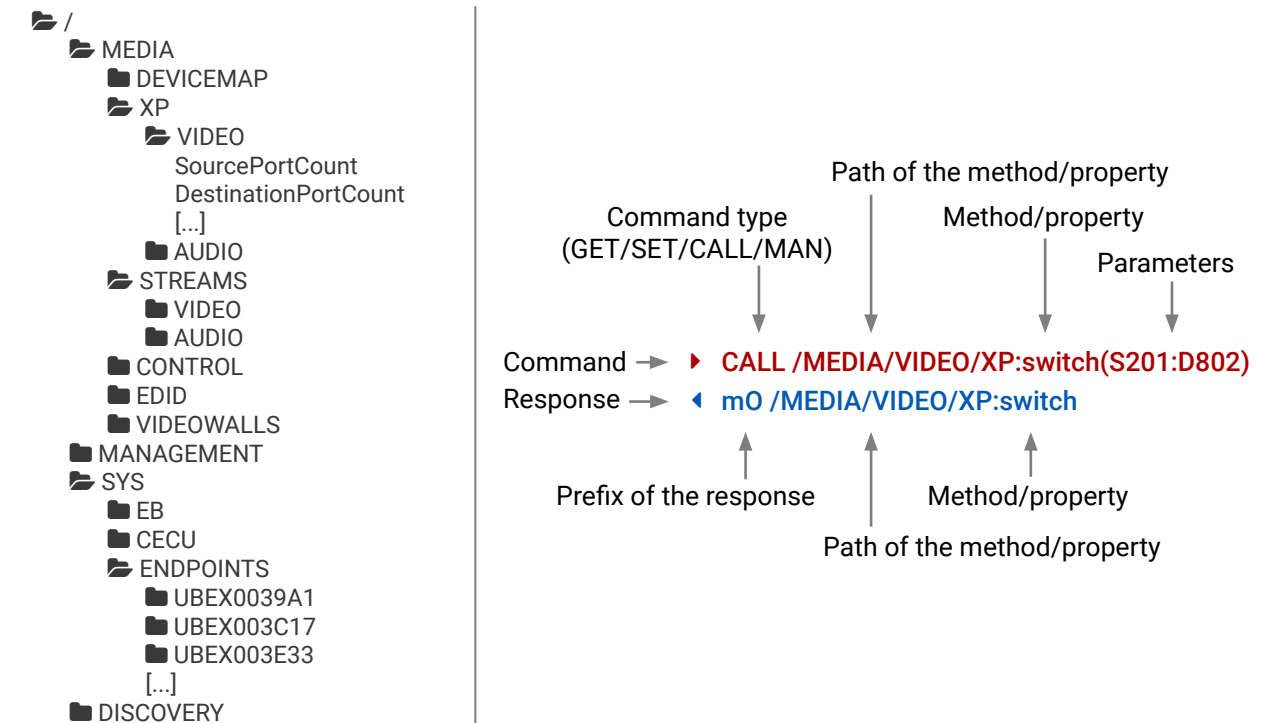 /
MEDIA
DEVICEMAP
XP
VIDEO
SourcePortCount
DestinationPortCount
[...]
AUDIO
STREAMS
VIDEO
AUDIO
CONTROL
EDID
VIDEOWALLS
MANAGEMENT
SYS
EB
CECU
ENDPOINTS
UBEX0039A1
UBEX003C17
UBEX003E33
[...]
DISCOVERY
Path of the method/property
Command type
(GET/SET/CALL/MAN)
Method/property
Parameters
Command
CALL /MEDIA/VIDEO/XP:switch(S201:D802)
Response
mO /MEDIA/VIDEO/XP:switch
Prefix of the response
Method/property
Path of the method/property